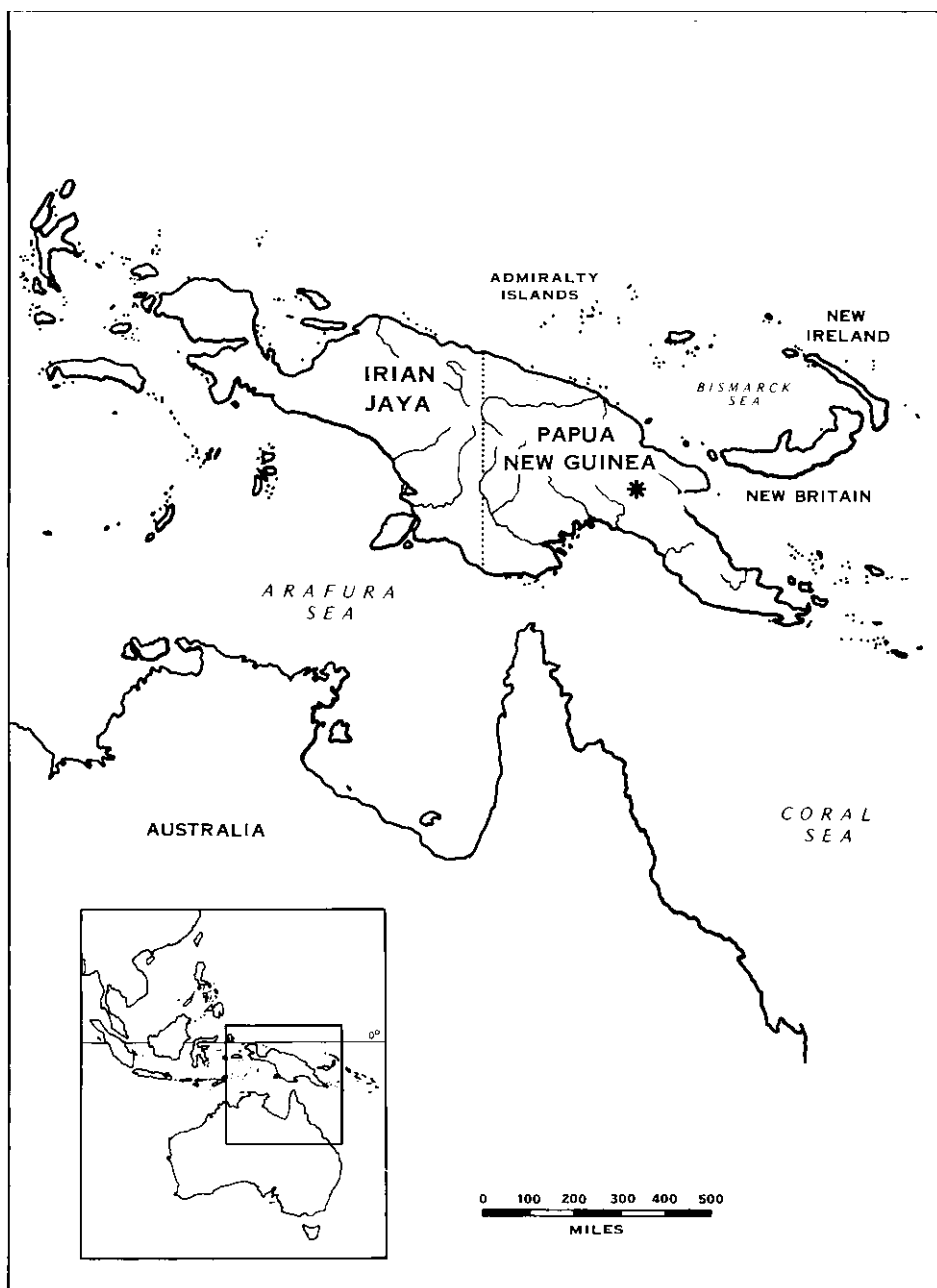 ADMIRALTY
ISLANDS
NEW
IRELAND
IRIAN
JAYA
BISMARCK
SEA
PAPUA
NEW GUINEA
*
NEW BRITAIN
ARAFURA
SEA
AUSTRALIA
CORAL
SEA
0°
0 100 200 300 400 500
MILES